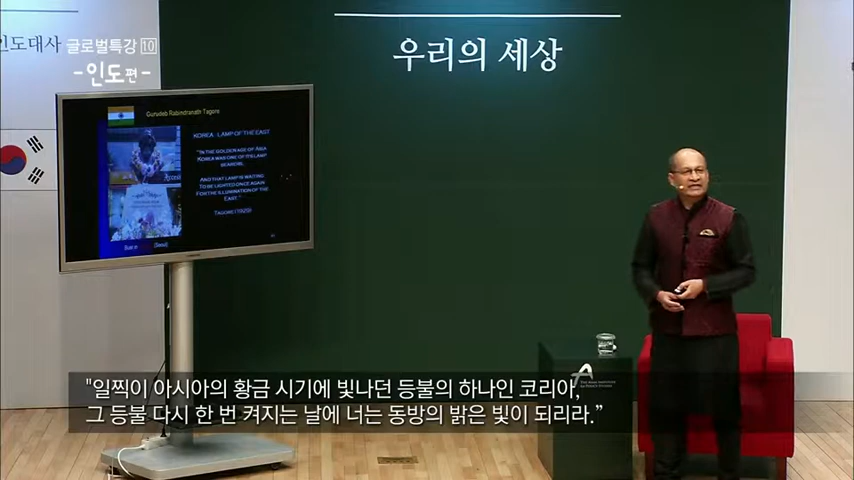 인도대사
글로벌특강 10
-인도편-
우리의 세상
Gurudeb Rabindranath Tagore
KOREA : LAMP OF THE EAST
"IN THE GOLDEN AGE OF ASIA
KOREA WAS ONE OF ITS LAMP
BEARERS,
AND THAT LAMP IS WAITING
TO BE LIGHTED ONCE AGAIN
FOR THE ILLUMINATION OF THE
EAST."
TAGORE (1929)
(Seoul)
"일찍이 아시아의 황금 시기에 빛나던 등불의 하나인 코리아,
그 등불 다시 한 번 켜지는 날에 너는 동방의 밝은 빛이 되리라."